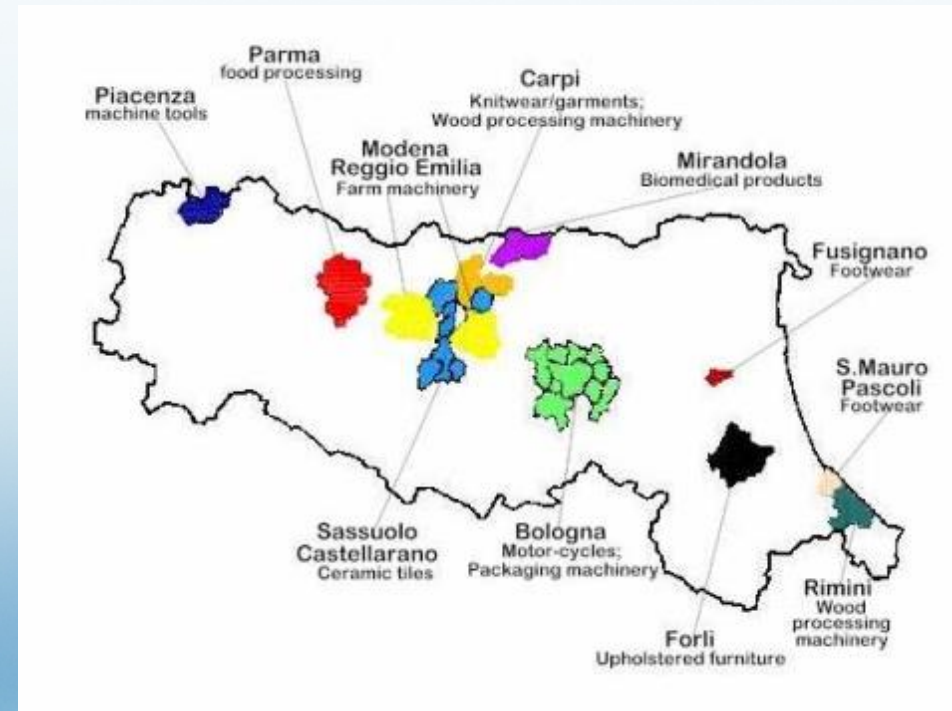 Parma
food processing
Piacenza
machine tools
Carpi
Knitwear/garments;
Wood processing machinery
Modena
Reggio Emilia
Farm machinery
Mirandola
Biomedical products
Fusignano
Footwear
S.Mauro
Pascoli
Footwear
Sassuolo
Castellarano
Ceramic tiles
Bologna
Motor-cycles;
Packaging machinery
Forlì
Upholstered furniture
Rimini
Wood
processing
machinery